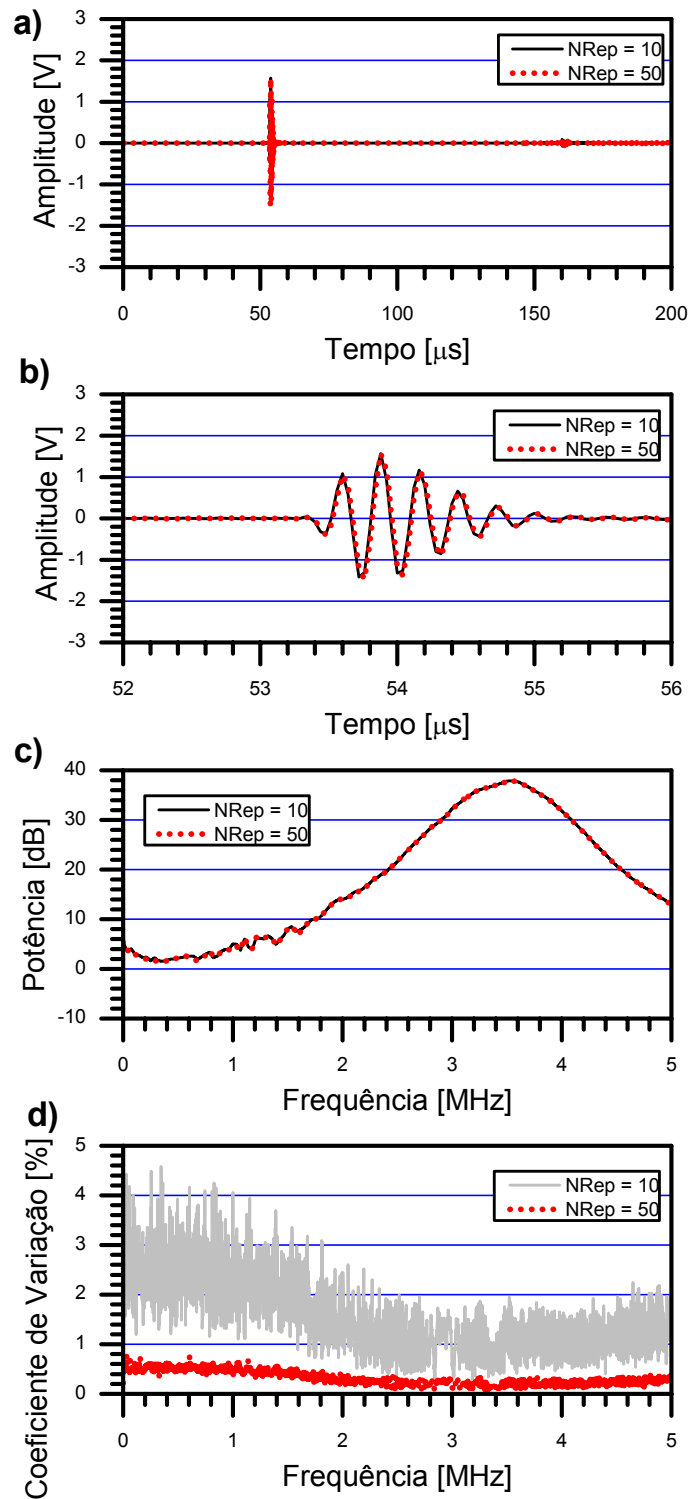 a)
Amplitude [V]
3
2
1
0
-1
-2
-3
NRep = 10
NRep = 50
0
50
100
150
200
Tempo [μs]
b)
Amplitude [V]
3
2
1
0
-1
-2
-3
NRep = 10
NRep = 50
52
53
54
55
56
Tempo [μs]
c)
Potência [dB]
40
30
20
10
0
-10
NRep = 10
NRep = 50
0
1
2
3
4
5
Frequência [MHz]
d)
Coeficiente de Variação [%]
5
4
3
2
1
0
NRep = 10
NRep = 50
0
1
2
3
4
5
Frequência [MHz]